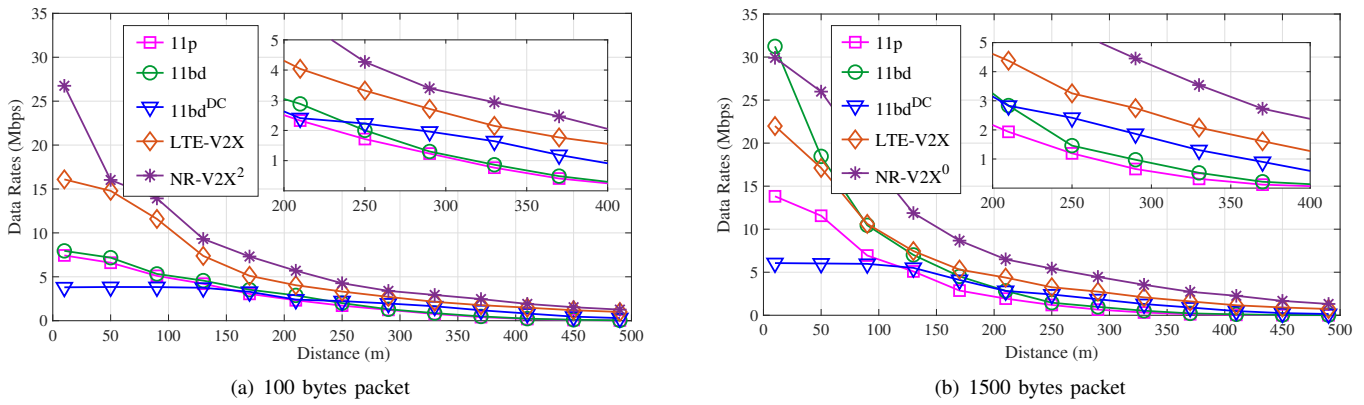 35
30
25
20
15
10
5
0
Data Rates (Mbps)
0 50 100 150 200 250 300 350 400 450 500
Distance (m)
11p
11bd
11bd^DC
LTE-V2X
NR-V2X^2
5
4
3
2
1
200 250 300 350 400
(a) 100 bytes packet
35
30
25
20
15
10
5
0
Data Rates (Mbps)
0 50 100 150 200 250 300 350 400 450 500
Distance (m)
11p
11bd
11bd^DC
LTE-V2X
NR-V2X^0
5
4
3
2
1
200 250 300 350 400
(b) 1500 bytes packet